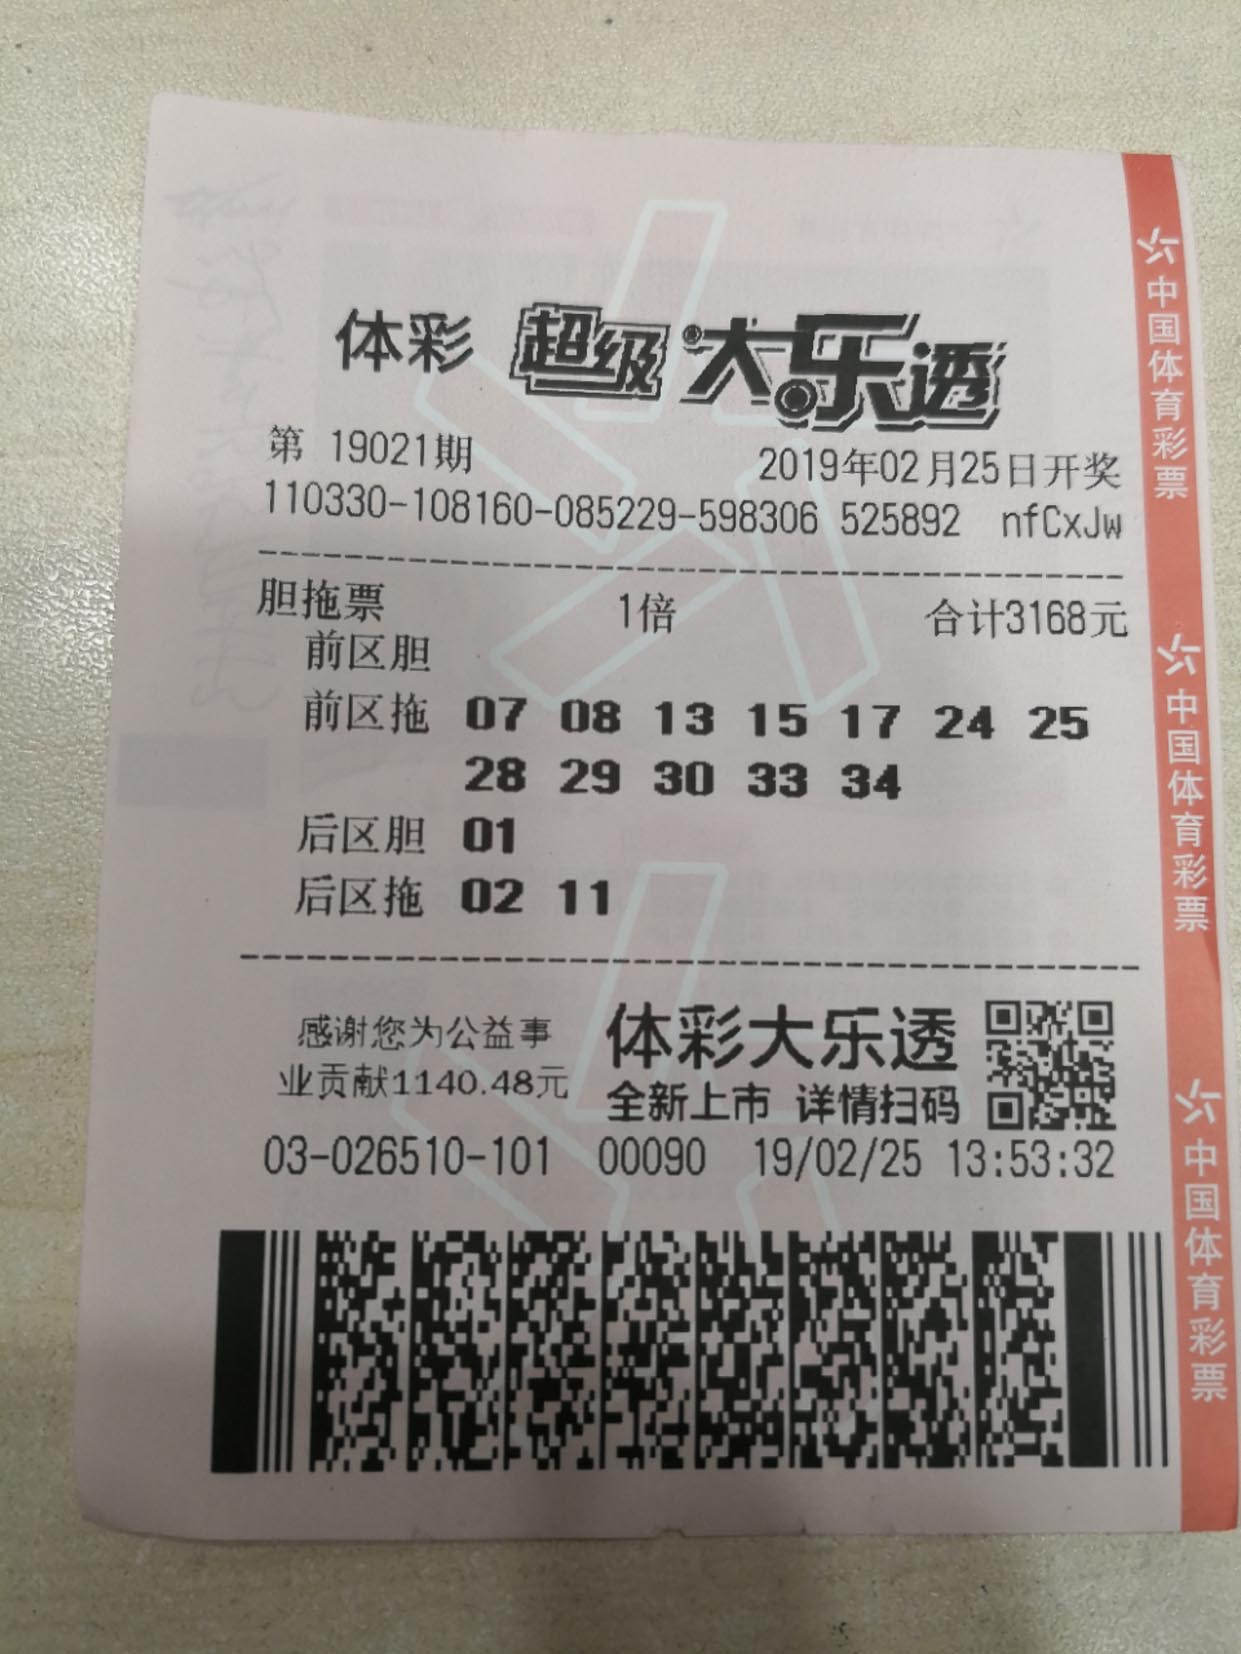 体彩 超级大乐透
第 19021期 2019年02月25日开奖
110330-108160-085229-598306 525892 nfCxJw
胆拖票 1倍 合计3168元
前区胆
前区拖 07 08 13 15 17 24 25
28 29 30 33 34
后区胆 01
后区拖 02 11
感谢您为公益事
业贡献1140.48元
体彩大乐透
全新上市 详情扫码
03-026510-101 00090 19/02/25 13:53:32
中国体育彩票
中国体育彩票
中国体育彩票